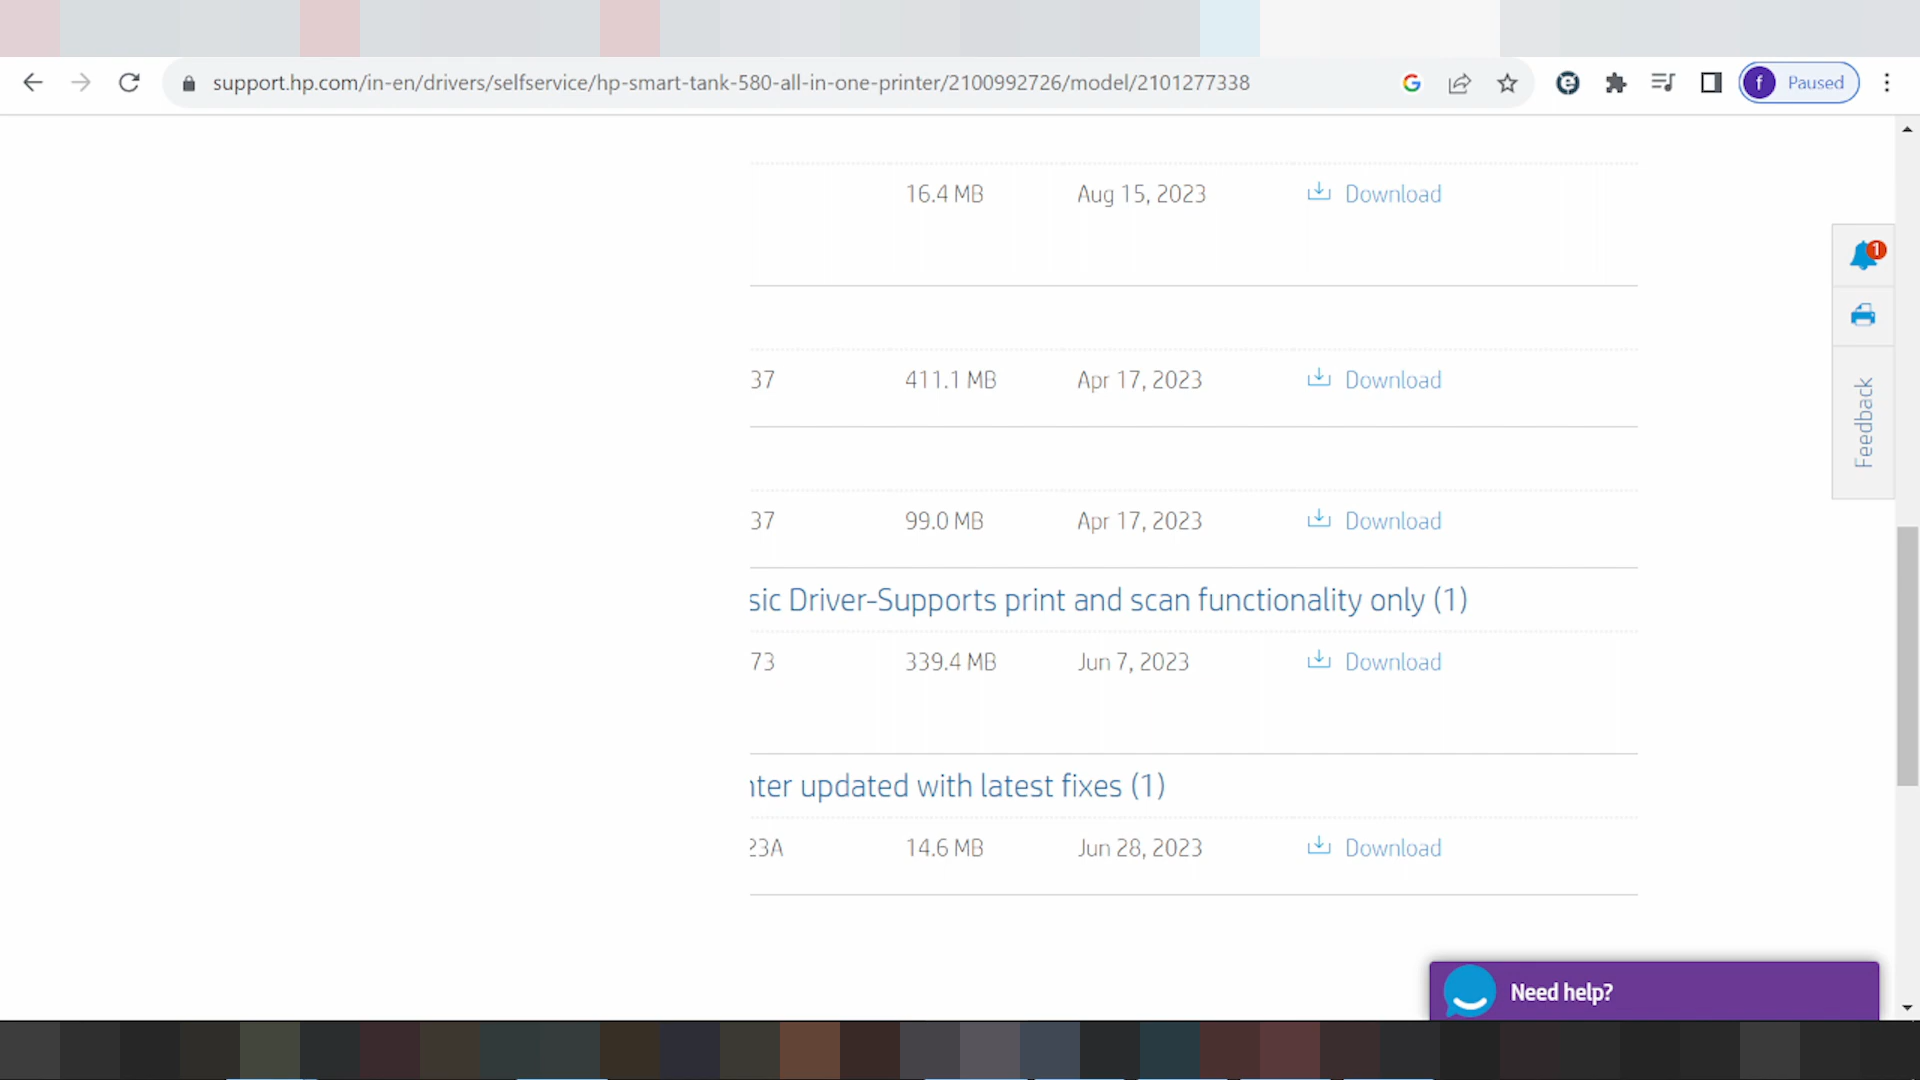 support.hp.com/in-en/drivers/selfservice/hp-smart-tank-580-all-in-one-printer/2100992726/model/2101277338
f Paused
16.4 MB Aug 15, 2023 Download
1
37 411.1 MB Apr 17, 2023 Download
Feedback
37 99.0 MB Apr 17, 2023 Download
sic Driver-Supports print and scan functionality only (1)
73 339.4 MB Jun 7, 2023 Download
nter updated with latest fixes (1)
23A 14.6 MB Jun 28, 2023 Download
Need help?